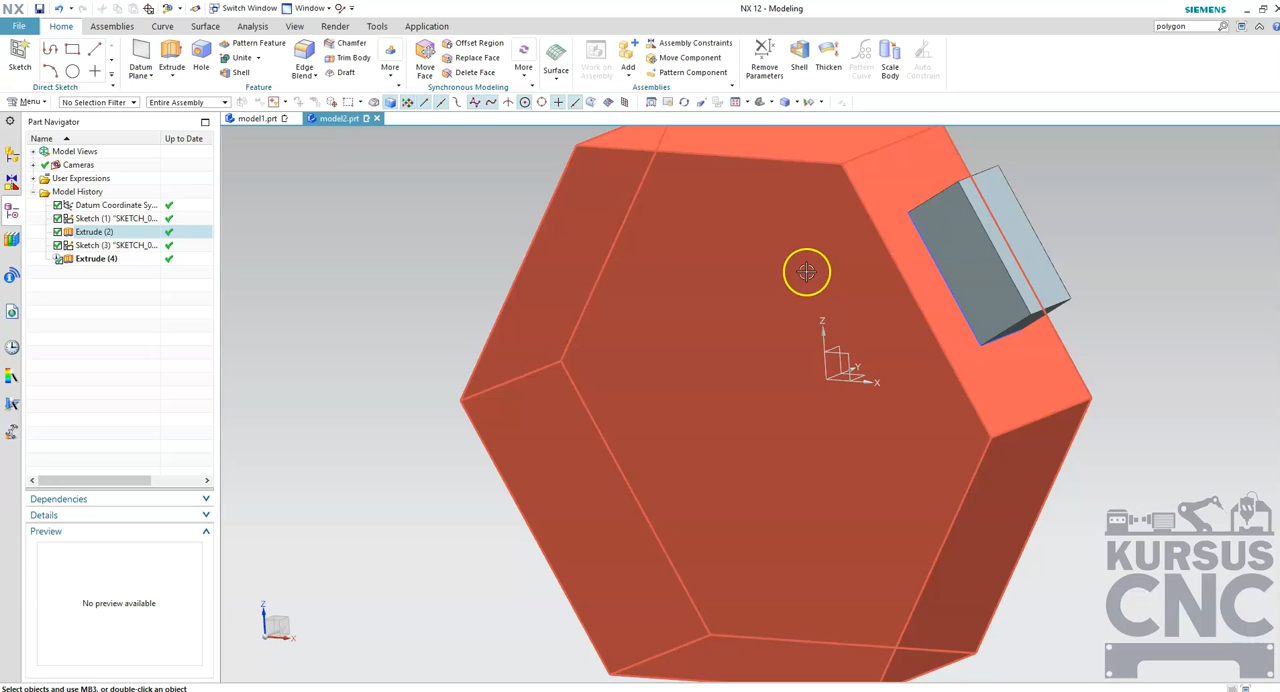 NX
Switch Window
Window
NX 12 - Modeling
SIEMENS
File
Home
Assemblies
Curve
Surface
Analysis
View
Render
Tools
Application
polygon
Sketch
Direct Sketch
Datum
Plane
Extrude
Hole
Pattern Feature
Unite
Shell
Edge
Blend
Chamfer
Trim Body
Draft
More
Feature
Move
Face
Offset Region
Replace Face
Delete Face
More
Synchronous Modeling
Surface
Work on
Assembly
Add
Assembly Constraints
Move Component
Pattern Component
Assemblies
Remove
Parameters
Shell
Thicken
Pattern
Curve
Scale
Body
Auto
Constrain
Menu
No Selection Filter
Entire Assembly
Part Navigator
model1.prt
model2.prt
Name
Up to Date
Model Views
Cameras
User Expressions
Model History
Datum Coordinate Sy...
Sketch (1) "SKETCH_0...
Extrude (2)
Sketch (3) "SKETCH_0...
Extrude (4)
Dependencies
Details
Preview
No preview available
Z
Y
X
Z
X
KURSUS
CNC
Select objects and use MB3, or double-click an object